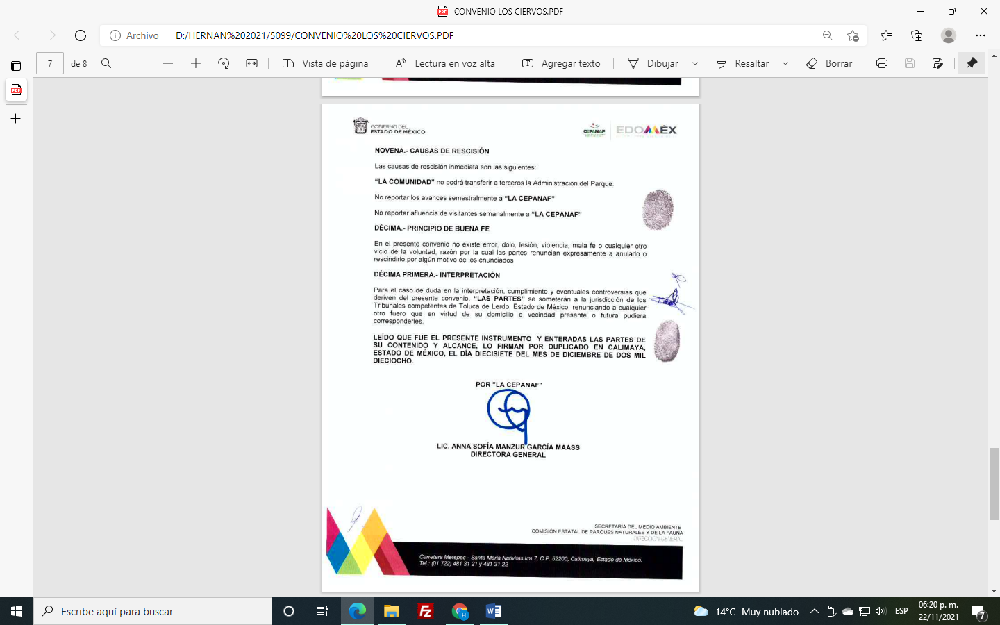 CONVENIO LOS CIERVOS.PDF
Archivo D:/HERNAN%202021/5099/CONVENIO%20LOS%20CIERVOS.PDF
7 de 8 Vista de página Lectura en voz alta Agregar texto Dibujar Resaltar Borrar
GOBIERNO DEL
ESTADO DE MÉXICO
CEPANAF EDOMÉX
NOVENA.- CAUSAS DE RESCISIÓN
Las causas de rescisión inmediata son las siguientes:
“LA COMUNIDAD” no podrá transferir a terceros la Administración del Parque.
No reportar los avances semestralmente a “LA CEPANAF”
No reportar afluencia de visitantes semanalmente a “LA CEPANAF”
DÉCIMA.- PRINCIPIO DE BUENA FE
En el presente convenio no existe error, dolo, lesión, violencia, mala fe o cualquier otro
vicio de la voluntad, razón por la cual las partes renuncian expresamente a anularlo o
rescindirlo por algún motivo de los enunciados
DÉCIMA PRIMERA.- INTERPRETACIÓN
Para el caso de duda en la interpretación, cumplimiento y eventuales controversias que
deriven del presente convenio, “LAS PARTES” se someterán a la jurisdicción de los
Tribunales competentes de Toluca de Lerdo, Estado de México, renunciando a cualquier
otro fuero que en virtud de su domicilio o vecindad presente o futura pudiera
corresponderles.
LEÍDO QUE FUE EL PRESENTE INSTRUMENTO Y ENTERADAS LAS PARTES DE
SU CONTENIDO Y ALCANCE, LO FIRMAN POR DUPLICADO EN CALIMAYA,
ESTADO DE MÉXICO, EL DÍA DIECISIETE DEL MES DE DICIEMBRE DE DOS MIL
DIECIOCHO.
POR "LA CEPANAF"
LIC. ANNA SOFÍA MANZUR GARCÍA MAASS
DIRECTORA GENERAL
SECRETARÍA DEL MEDIO AMBIENTE
COMISIÓN ESTATAL DE PARQUES NATURALES Y DE LA FAUNA
DIRECCIÓN GENERAL
Carretera Metepec - Santa María Nativitas km 7, C.P. 52200, Calimaya, Estado de México.
Tel.: (01 722) 481 31 21 y 481 31 22
Escribe aquí para buscar
14°C Muy nublado ESP
06:20 p. m.
22/11/2021
7